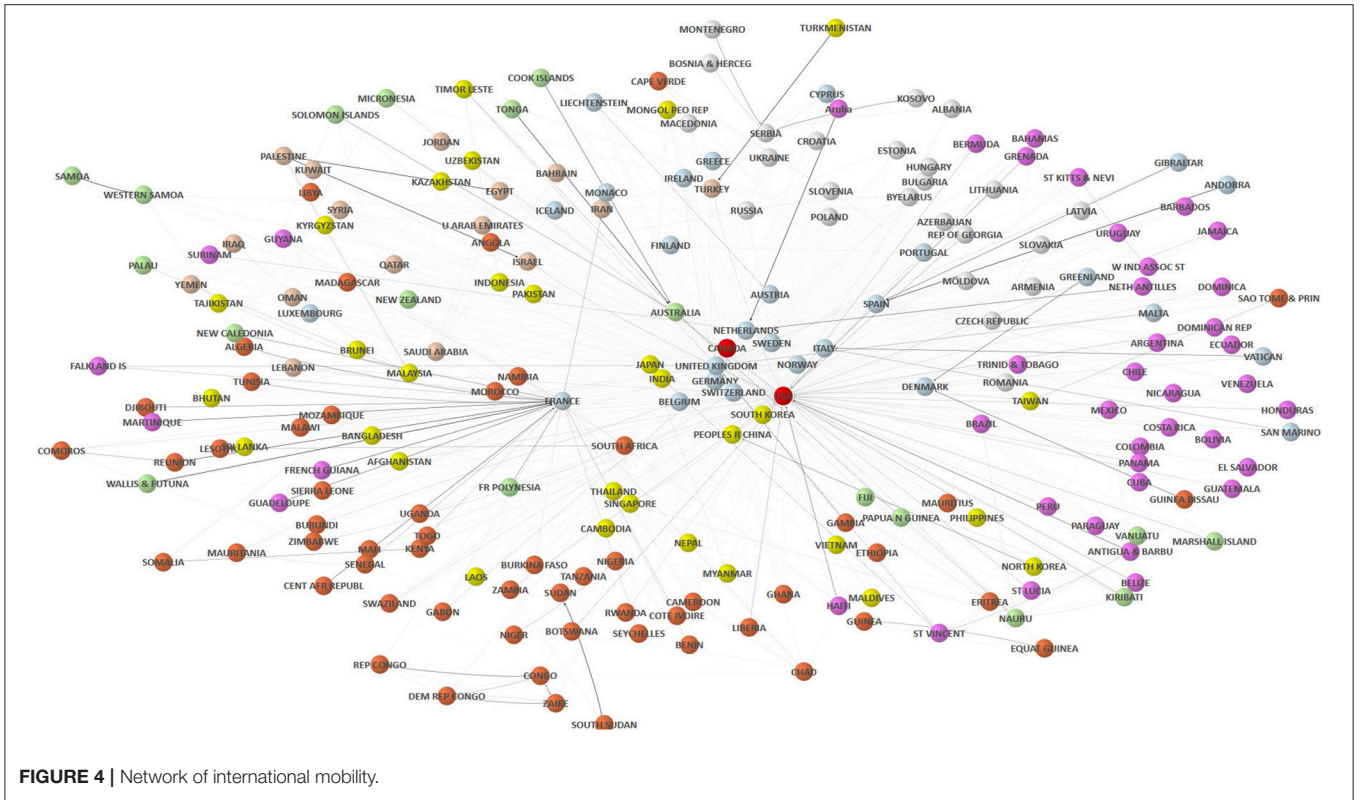 MONTENEGRO
TURKMENISTAN
BOSNIA & HERCEG
COOK ISLANDS
CAPE VERDE
TIMOR LESTE
MICRONESIA
LIECHTENSTEIN
CYPRUS
KOSOVO
TONGA
MONGOL PEO REP
Aruba
ALBANIA
SOLOMON ISLANDS
MACEDONIA
SERBIA
CROATIA
BERMUDA
BAHAMAS
JORDAN
ESTONIA
GRENADA
PALESTINE
UZBEKISTAN
GREECE
UKRAINE
HUNGARY
GIBRALTAR
KUWAIT
BAHRAIN
IRELAND
BULGARIA
ST KITTS & NEVI
SAMOA
KAZAKHSTAN
EGYPT
MONACO
TURKEY
SLOVENIA
BYELARUS
LITHUANIA
ANDORRA
WESTERN SAMOA
LIBYA
SYRIA
ICELAND
IRAN
RUSSIA
POLAND
LATVIA
BARBADOS
KYRGYZSTAN
U ARAB EMIRATES
AZERBAIJAN
REP OF GEORGIA
URUGUAY
JAMAICA
GUYANA
IRAQ
ANGOLA
FINLAND
SLOVAKIA
SURINAM
PORTUGAL
PALAU
QATAR
ISRAEL
GREENLAND
W IND ASSOC ST
YEMEN
MADAGASCAR
INDONESIA
MOLDOVA
ARMENIA
NETH ANTILLES
DOMINICA
TAJIKISTAN
OMAN
NEW ZEALAND
PAKISTAN
AUSTRIA
SPAIN
SAO TOME & PRIN
LUXEMBOURG
AUSTRALIA
CZECH REPUBLIC
MALTA
NEW CALEDONIA
NETHERLANDS
DOMINICAN REP
ALGERIA
BRUNEI
SAUDI ARABIA
CANADA
SWEDEN
ITALY
ARGENTINA
ECUADOR
LEBANON
JAPAN
UNITED KINGDOM
NORWAY
TRINID & TOBAGO
VATICAN
FALKLAND IS
MALAYSIA
NAMIBIA
INDIA
GERMANY
CHILE
TUNISIA
MOROCCO
SWITZERLAND
DENMARK
ROMANIA
VENEZUELA
BHUTAN
FRANCE
BELGIUM
TAIWAN
NICARAGUA
DJIBOUTI
MOZAMBIQUE
SOUTH KOREA
MEXICO
HONDURAS
MARTINIQUE
MALAWI
BANGLADESH
PEOPLES R CHINA
BRAZIL
COSTA RICA
SAN MARINO
COMOROS
SOUTH AFRICA
COLOMBIA
BOLIVIA
REUNION
AFGHANISTAN
PANAMA
EL SALVADOR
WALLIS & FUTUNA
FRENCH GUIANA
FR POLYNESIA
THAILAND
CUBA
GUATEMALA
SIERRA LEONE
SINGAPORE
FIJI
MAURITIUS
GUINEA BISSAU
GUADELOUPE
UGANDA
PERU
BURUNDI
CAMBODIA
GAMBIA
PAPUA N GUINEA
PHILIPPINES
PARAGUAY
ZIMBABWE
TOGO
NEPAL
VIETNAM
VANUATU
MARSHALL ISLAND
MAURITANIA
MALI
KENYA
ETHIOPIA
ANTIGUA & BARBU
SOMALIA
SENEGAL
BURKINA FASO
NIGERIA
NORTH KOREA
CENT AFR REPUBL
LAOS
TANZANIA
MYANMAR
BELIZE
ZAMBIA
SUDAN
GHANA
MALDIVES
ST LUCIA
KIRIBATI
SWAZILAND
GABON
RWANDA
CAMERDON
COTE IVOIRE
HAITI
ERITREA
NAURU
NIGER
BOTSWANA
SEYCHELLES
LIBERIA
GUINEA
ST VINCENT
BENIN
EQUAT GUINEA
REP CONGO
CONGO
CHAD
DEM REP CONGO
ZAIRE
SOUTH SUDAN
FIGURE 4 | Network of international mobility.